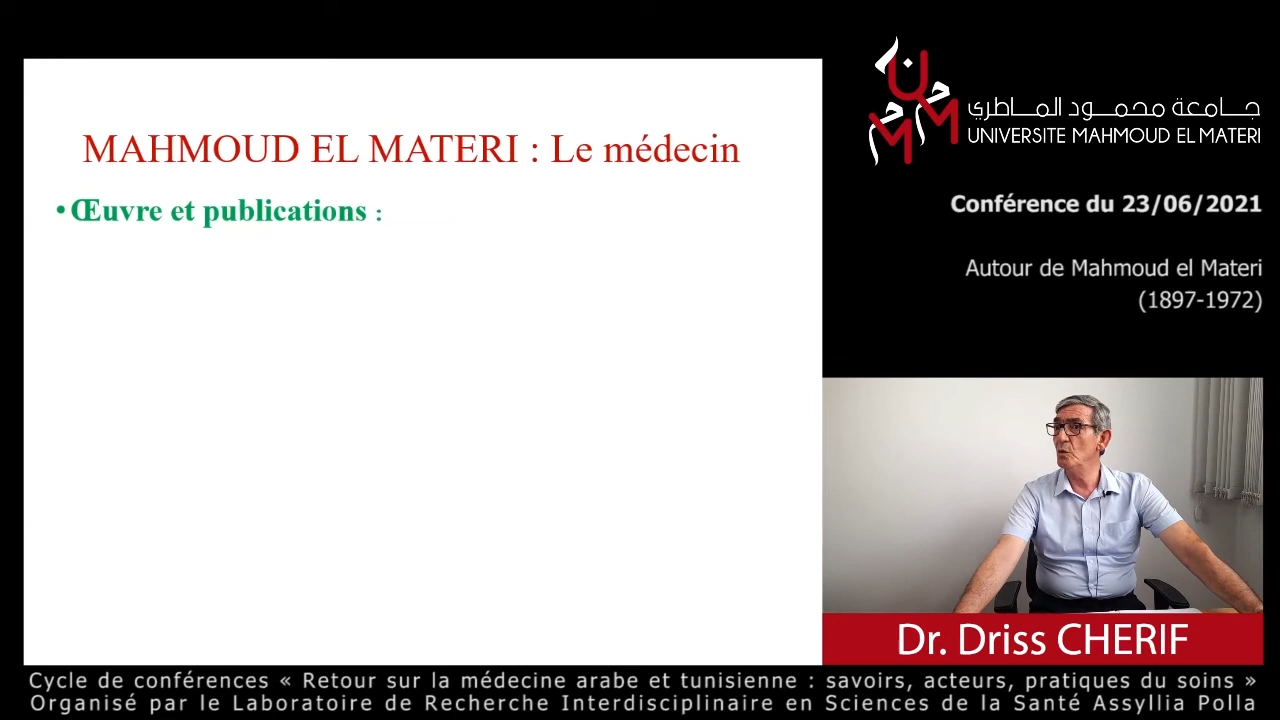 MAHMOUD EL MATERI : Le médecin
• Œuvre et publications :
جامعة محمود الماطري
UNIVERSITE MAHMOUD EL MATERI
Conférence du 23/06/2021
Autour de Mahmoud el Materi
(1897-1972)
Dr. Driss CHERIF
Cycle de conférences « Retour sur la médecine arabe et tunisienne : savoirs, acteurs, pratiques du soins »
Organisé par le Laboratoire de Recherche Interdisciplinaire en Sciences de la Santé Assyllia Polla